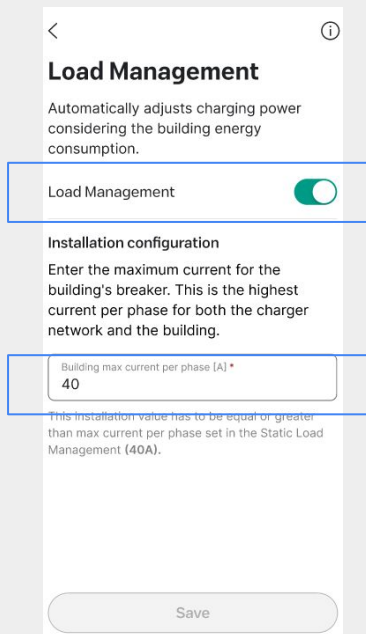 Load Management
Automatically adjusts charging power
considering the building energy
consumption.
Load Management
Installation configuration
Enter the maximum current for the
building's breaker. This is the highest
current per phase for both the charger
network and the building.
Building max current per phase [A] *
40
This installation value has to be equal or greater
than max current per phase set in the Static Load
Management (40A).
Save